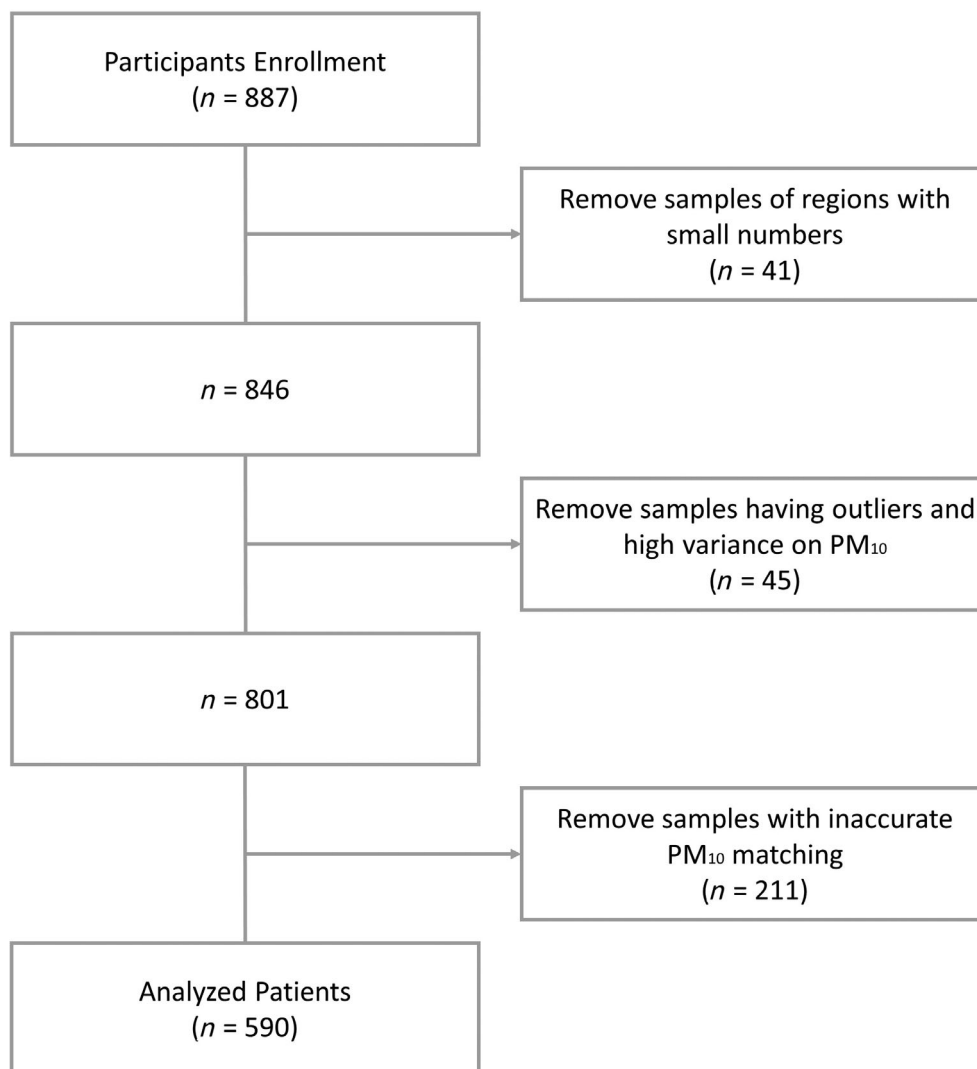 Participants Enrollment
(n = 887)
Remove samples of regions with
small numbers
(n = 41)
n = 846
Remove samples having outliers and
high variance on PM₁₀
(n = 45)
n = 801
Remove samples with inaccurate
PM₁₀ matching
(n = 211)
Analyzed Patients
(n = 590)